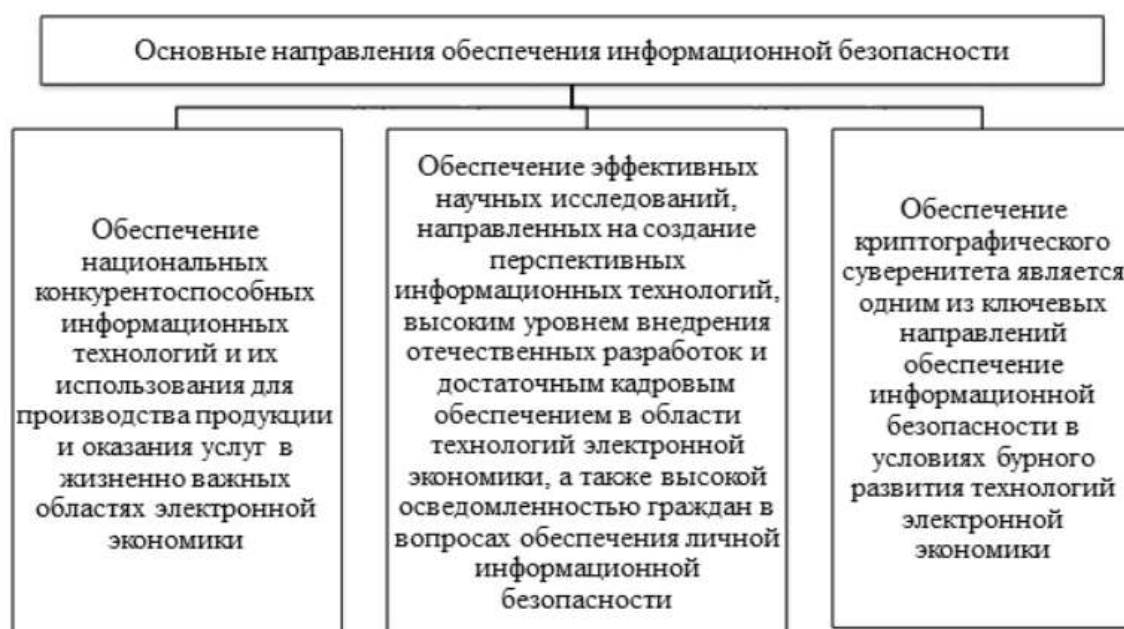 Основные направления обеспечения информационной безопасности
Обеспечение
национальных
конкурентоспособных
информационных
технологий и их
использования для
производства продукции
и оказания услуг в
жизненно важных
областях электронной
экономики
Обеспечение эффективных
научных исследований,
направленных на создание
перспективных
информационных технологий,
высоким уровнем внедрения
отечественных разработок и
достаточным кадровым
обеспечением в области
технологий электронной
экономики, а также высокой
осведомленностью граждан в
вопросах обеспечения личной
информационной
безопасности
Обеспечение
криптографического
суверенитета является
одним из ключевых
направлений
обеспечение
информационной
безопасности в
условиях бурного
развития технологий
электронной
экономики